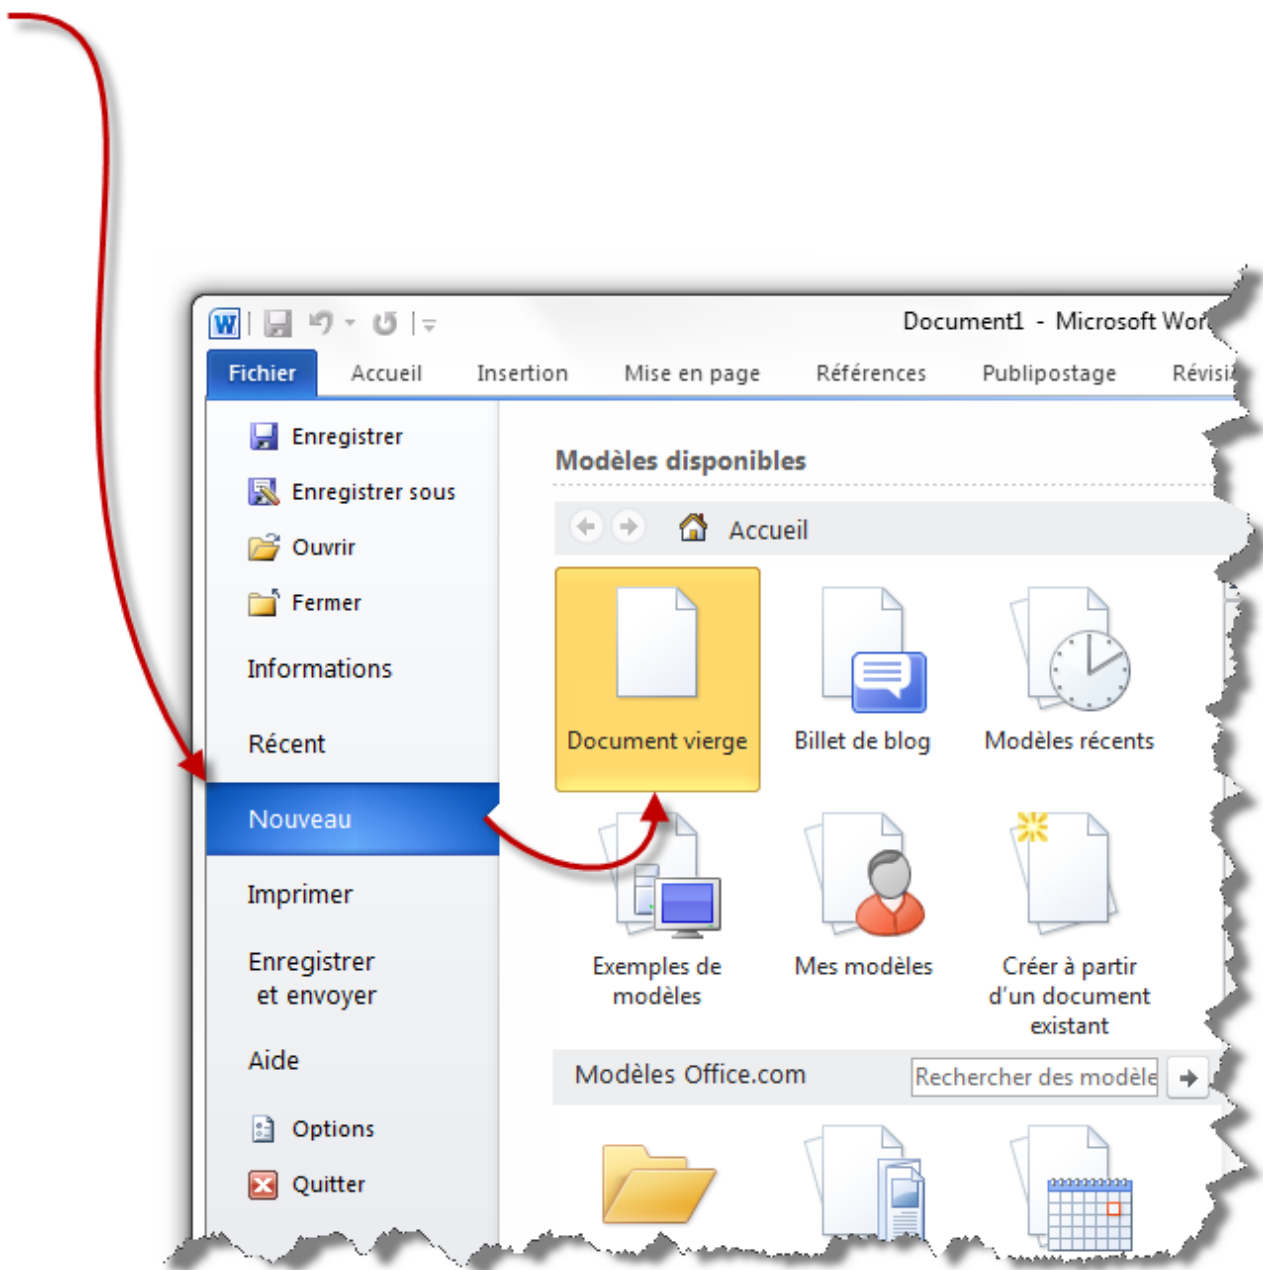 Document1 - Microsoft Wor
Fichier Accueil Insertion Mise en page Références Publipostage Révisi
Enregistrer
Enregistrer sous
Ouvrir
Fermer
Informations
Récent
Nouveau
Imprimer
Enregistrer
et envoyer
Aide
Options
Quitter
Modèles disponibles
Accueil
Document vierge
Billet de blog
Modèles récents
Exemples de
modèles
Mes modèles
Créer à partir
d'un document
existant
Modèles Office.com
Rechercher des modèle